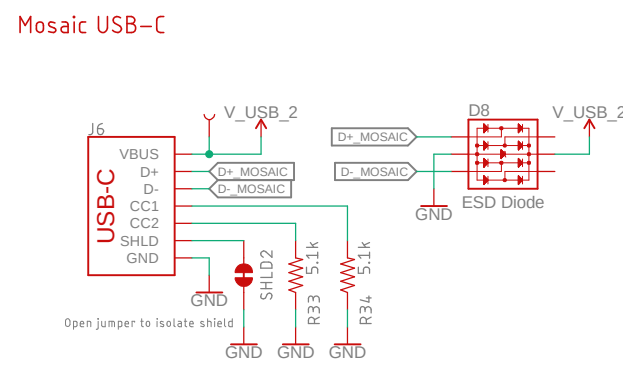 Mosaic USB-C
J6
USB-C
VBUS
D+
D-
CC1
CC2
SHLD
GND
V_USB_2
D+_MOSAIC
D-_MOSAIC
GND
SHLD2
R33
5.1k
R34
5.1k
Open jumper to isolate shield
GND
GND
GND
D+_MOSAIC
D-_MOSAIC
GND
D8
ESD Diode
V_USB_2